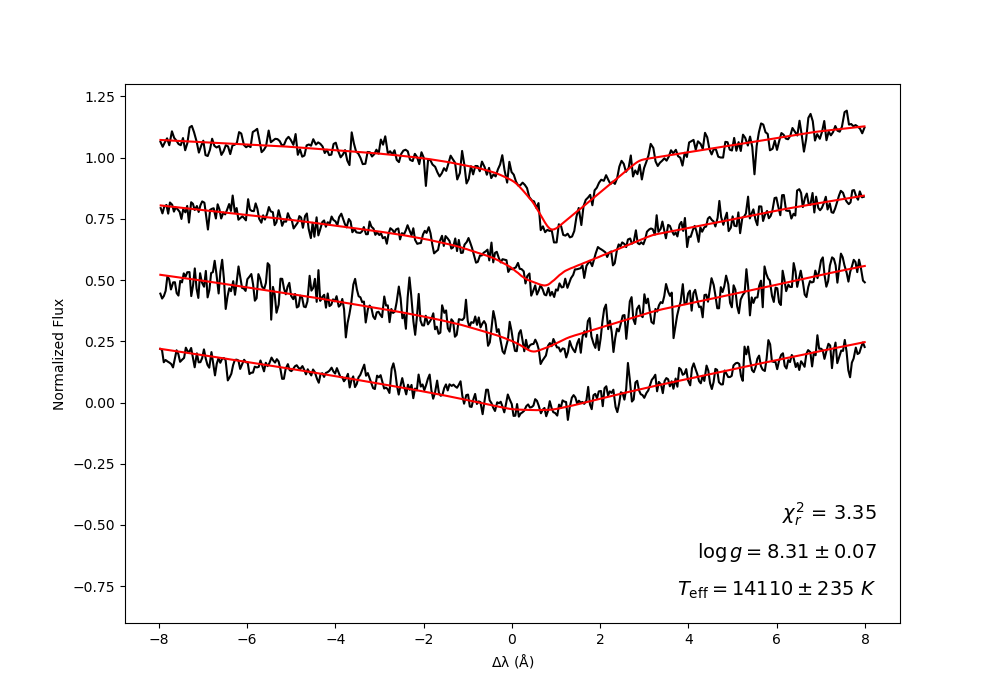 1.25
1.00
0.75
0.50
0.25
0.00
−0.25
−0.50
−0.75
Normalized Flux
χ²ᵣ = 3.35
log g = 8.31 ± 0.07
T_eff = 14110 ± 235 K
−8 −6 −4 −2 0 2 4 6 8
Δλ (Å)